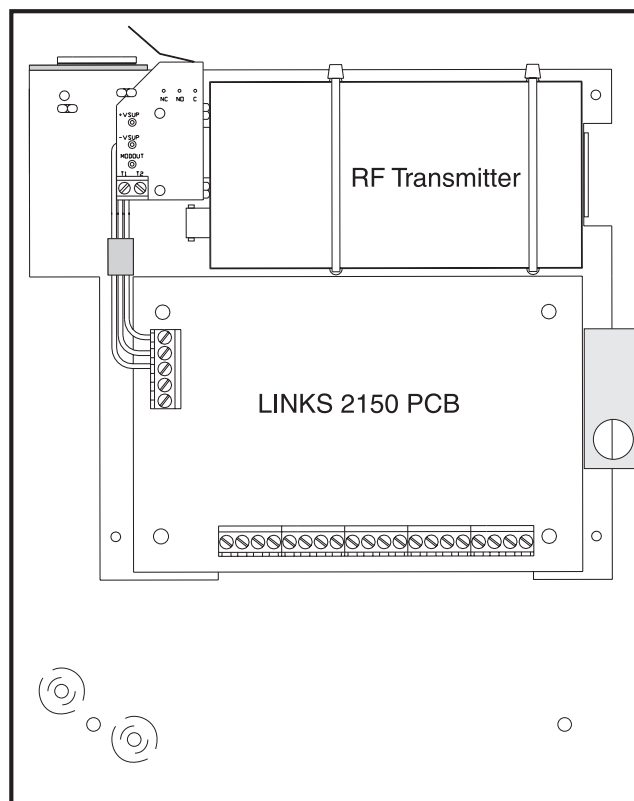 NC NO C
+VSUP
-VSUP
MODOUT
T1 T2
RF Transmitter
LINKS 2150 PCB